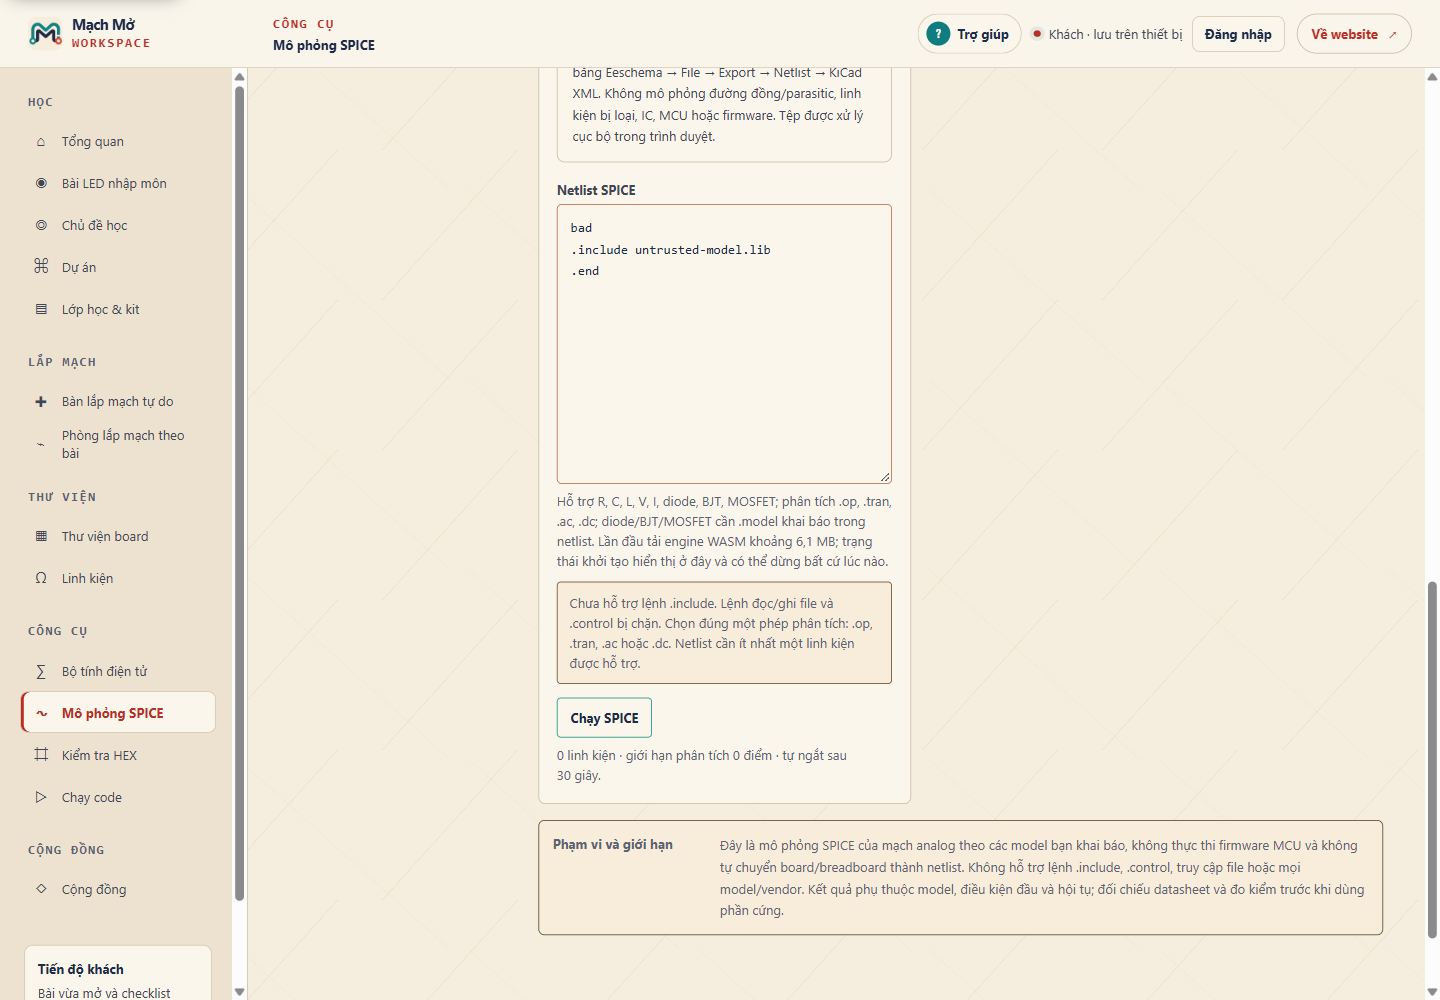 Mạch Mở
WORKSPACE
CÔNG CỤ
Mô phỏng SPICE
? Trợ giúp
Khách · lưu trên thiết bị
Đăng nhập
Về website ↗
HỌC
Tổng quan
Bài LED nhập môn
Chủ đề học
Dự án
Lớp học & kit
LẮP MẠCH
Bàn lắp mạch tự do
Phòng lắp mạch theo
bài
THƯ VIỆN
Thư viện board
Linh kiện
CÔNG CỤ
Bộ tính điện tử
Mô phỏng SPICE
Kiểm tra HEX
Chạy code
CỘNG ĐỒNG
Cộng đồng
Tiến độ khách
Bài vừa mở và checklist
bằng Eeschema → File → Export → Netlist → KiCad
XML. Không mô phỏng đường đồng/parasitic, linh
kiện bị loại, IC, MCU hoặc firmware. Tệp được xử lý
cục bộ trong trình duyệt.
Netlist SPICE
bad
.include untrusted-model.lib
.end
Hỗ trợ R, C, L, V, I, diode, BJT, MOSFET; phân tích .op, .tran,
.ac, .dc; diode/BJT/MOSFET cần .model khai báo trong
netlist. Lần đầu tải engine WASM khoảng 6,1 MB; trạng
thái khởi tạo hiển thị ở đây và có thể dừng bất cứ lúc nào.
Chưa hỗ trợ lệnh .include. Lệnh đọc/ghi file và
.control bị chặn. Chọn đúng một phép phân tích: .op,
.tran, .ac hoặc .dc. Netlist cần ít nhất một linh kiện
được hỗ trợ.
Chạy SPICE
0 linh kiện · giới hạn phân tích 0 điểm · tự ngắt sau
30 giây.
Phạm vi và giới hạn
Đây là mô phỏng SPICE của mạch analog theo các model bạn khai báo, không thực thi firmware MCU và không
tự chuyển board/breadboard thành netlist. Không hỗ trợ lệnh .include, .control, truy cập file hoặc mọi
model/vendor. Kết quả phụ thuộc model, điều kiện đầu và hội tụ; đối chiếu datasheet và đo kiểm trước khi dùng
phần cứng.